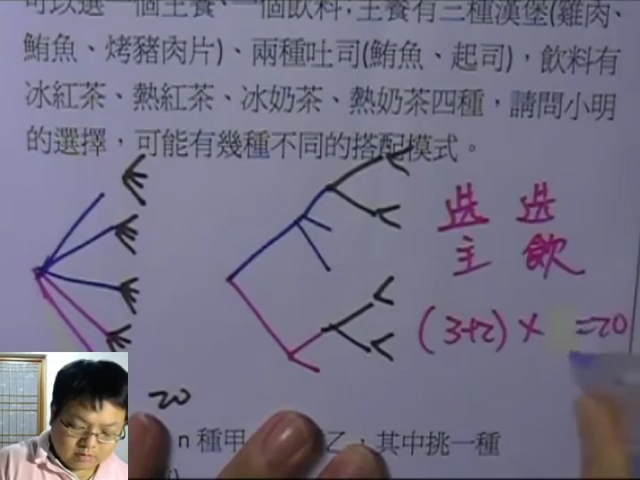 可以選一個主餐、一個飲料,主餐有三種漢堡(雞肉、
鮪魚、烤豬肉片)、兩種吐司(鮪魚、起司),飲料有
冰紅茶、熱紅茶、冰奶茶、熱奶茶四種,請問小明
的選擇,可能有幾種不同的搭配模式。
选 选
主 飲
(3+2) × =20
20
n 種甲 乙,其中挑一種